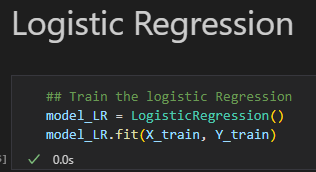 Logistic Regression
## Train the logistic Regression
model_LR = LogisticRegression()
model_LR.fit(X_train, Y_train)
✓ 0.0s